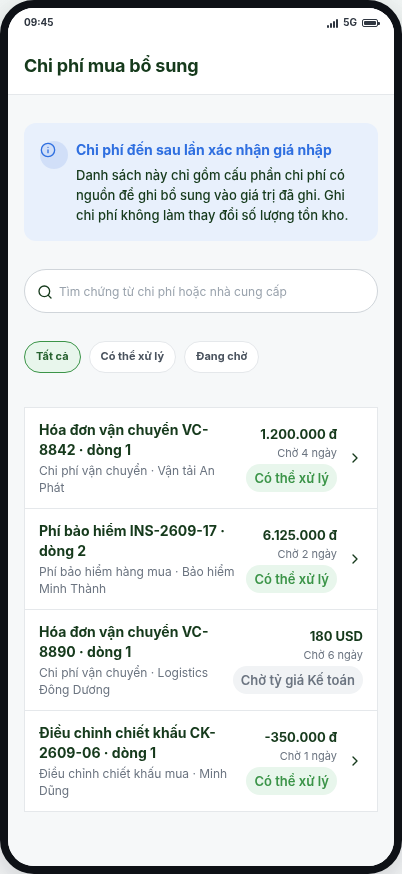 09:45
5G
Chi phí mua bổ sung
Chi phí đến sau lần xác nhận giá nhập
Danh sách này chỉ gồm cấu phần chi phí có
nguồn để ghi bổ sung vào giá trị đã ghi. Ghi
chi phí không làm thay đổi số lượng tồn kho.
Tìm chứng từ chi phí hoặc nhà cung cấp
Tất cả
Có thể xử lý
Đang chờ
Hóa đơn vận chuyển VC-
8842 · dòng 1
Chi phí vận chuyển · Vận tải An
Phát
1.200.000 đ
Chờ 4 ngày
Có thể xử lý
Phí bảo hiểm INS-2609-17 ·
dòng 2
Phí bảo hiểm hàng mua · Bảo hiểm
Minh Thành
6.125.000 đ
Chờ 2 ngày
Có thể xử lý
Hóa đơn vận chuyển VC-
8890 · dòng 1
Chi phí vận chuyển · Logistics
Đông Dương
180 USD
Chờ 6 ngày
Chờ tỷ giá Kế toán
Điều chỉnh chiết khấu CK-
2609-06 · dòng 1
Điều chỉnh chiết khấu mua · Minh
Dũng
-350.000 đ
Chờ 1 ngày
Có thể xử lý